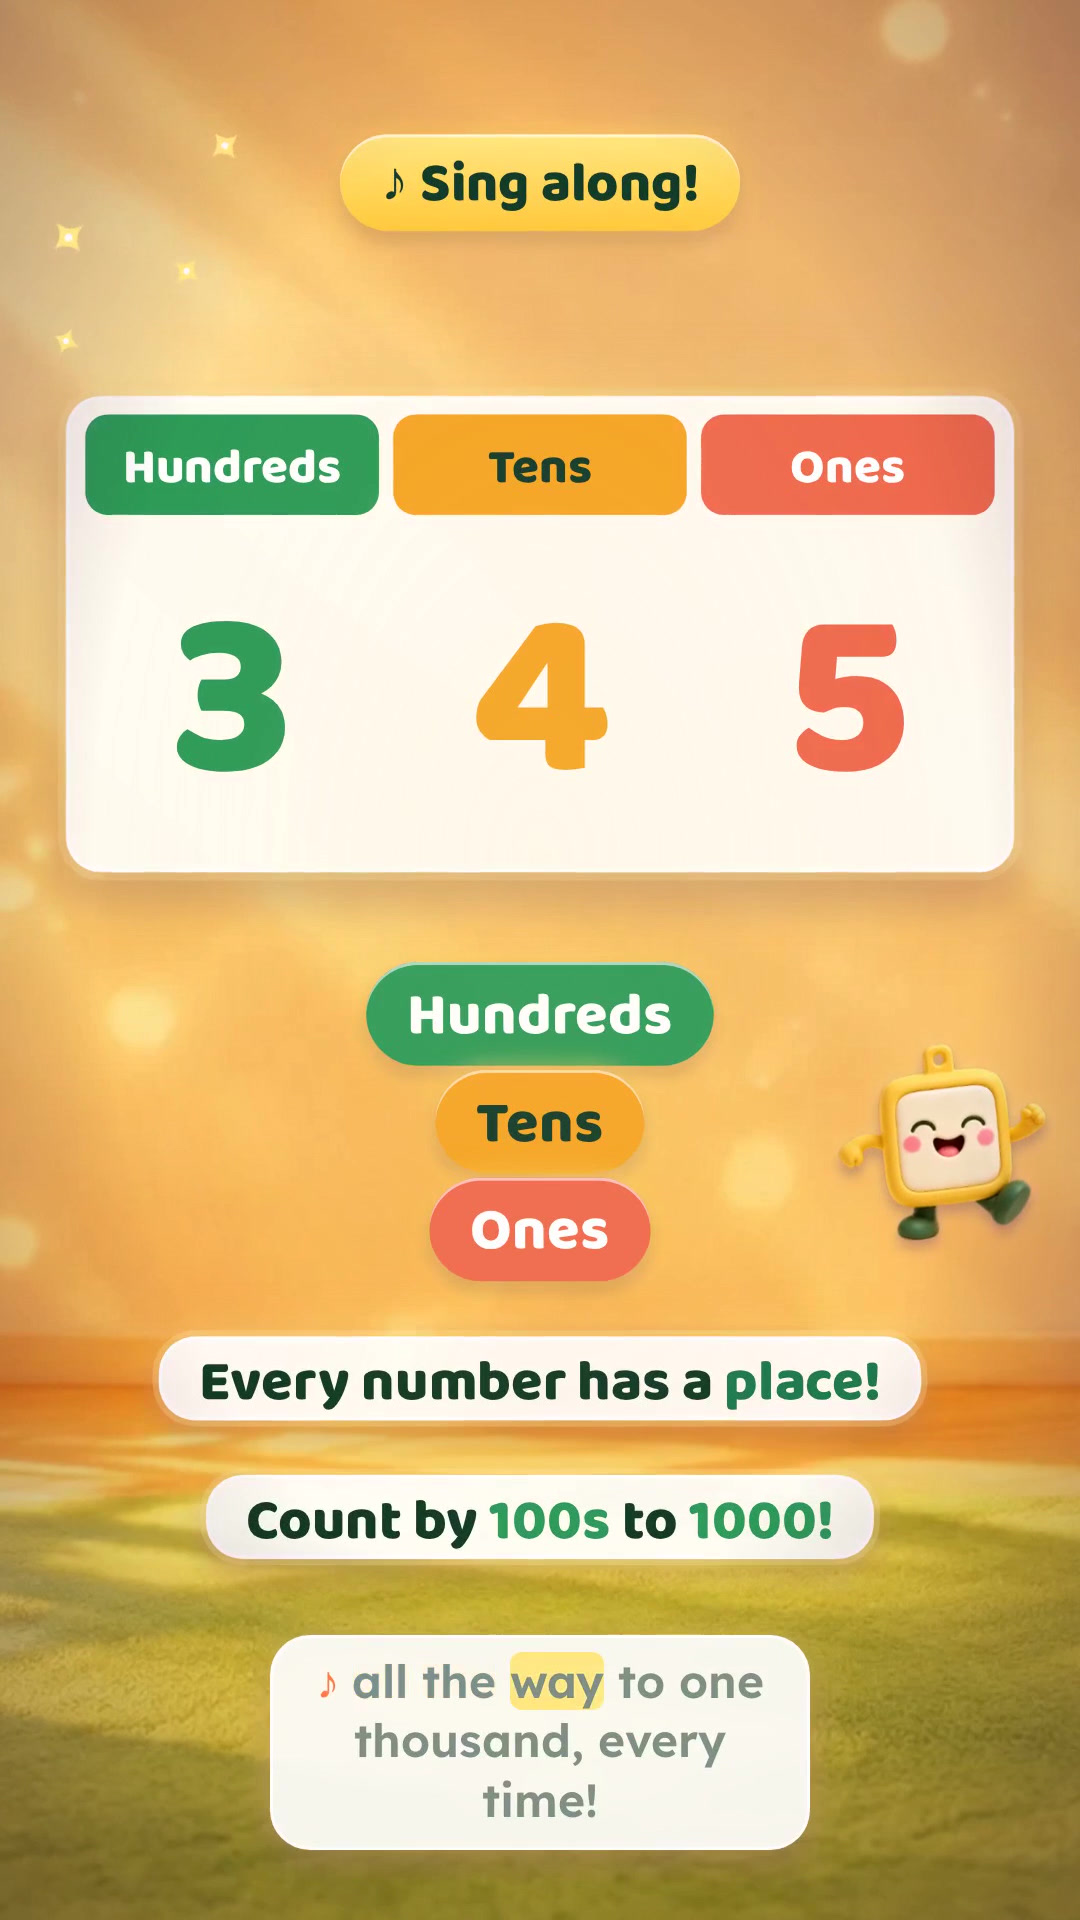 ♪ Sing along!
Hundreds Tens Ones
3 4 5
Hundreds
Tens
Ones
Every number has a place!
Count by 100s to 1000!
♪ all the way to one
thousand, every
time!